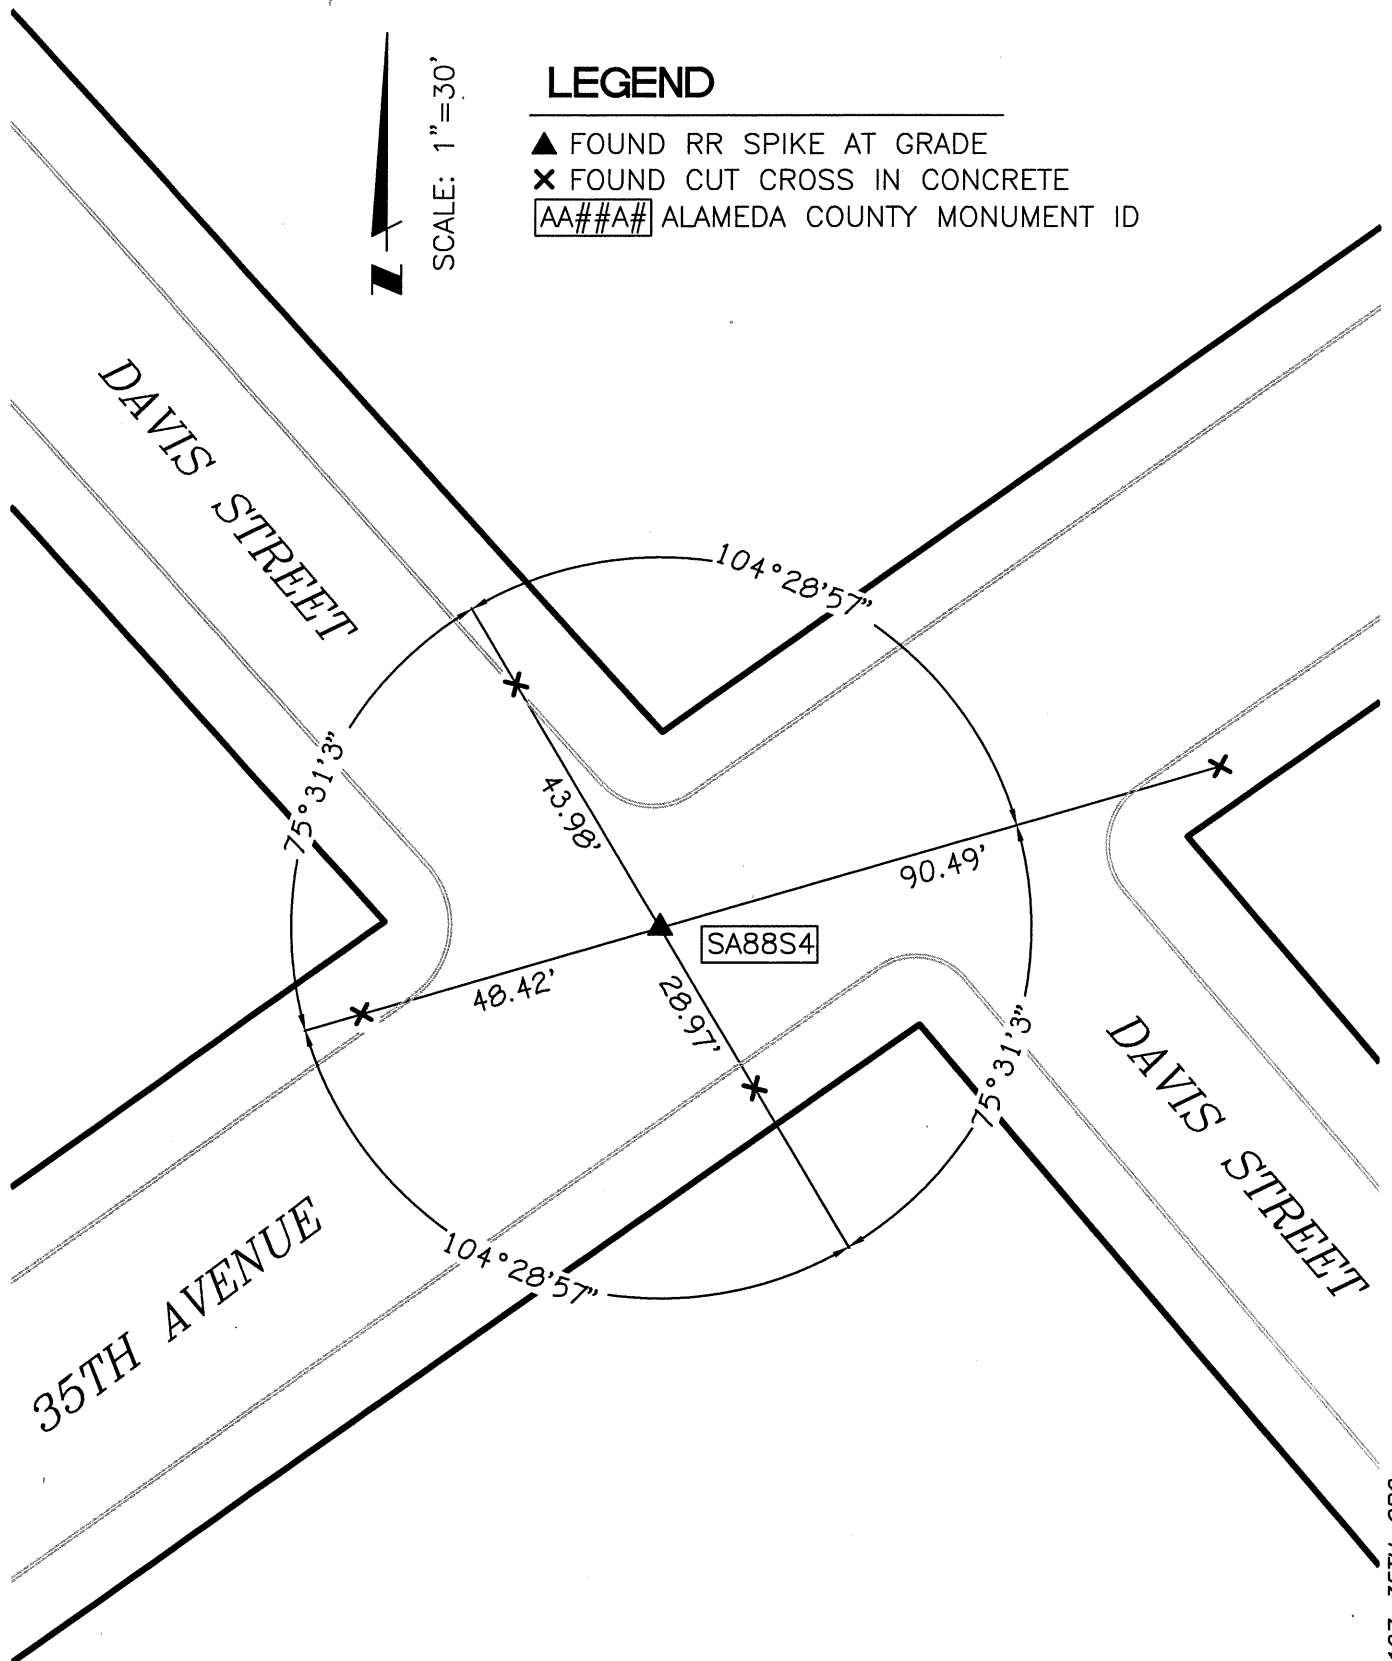 SCALE: 1"=30'
LEGEND
FOUND RR SPIKE AT GRADE
FOUND CUT CROSS IN CONCRETE
AA##A# ALAMEDA COUNTY MONUMENT ID
DAVIS STREET
104°28'57"
75°31'3"
43.98'
90.49'
SA88S4
48.42'
28.97'
75°31'3"
DAVIS STREET
104°28'57"
35TH AVENUE